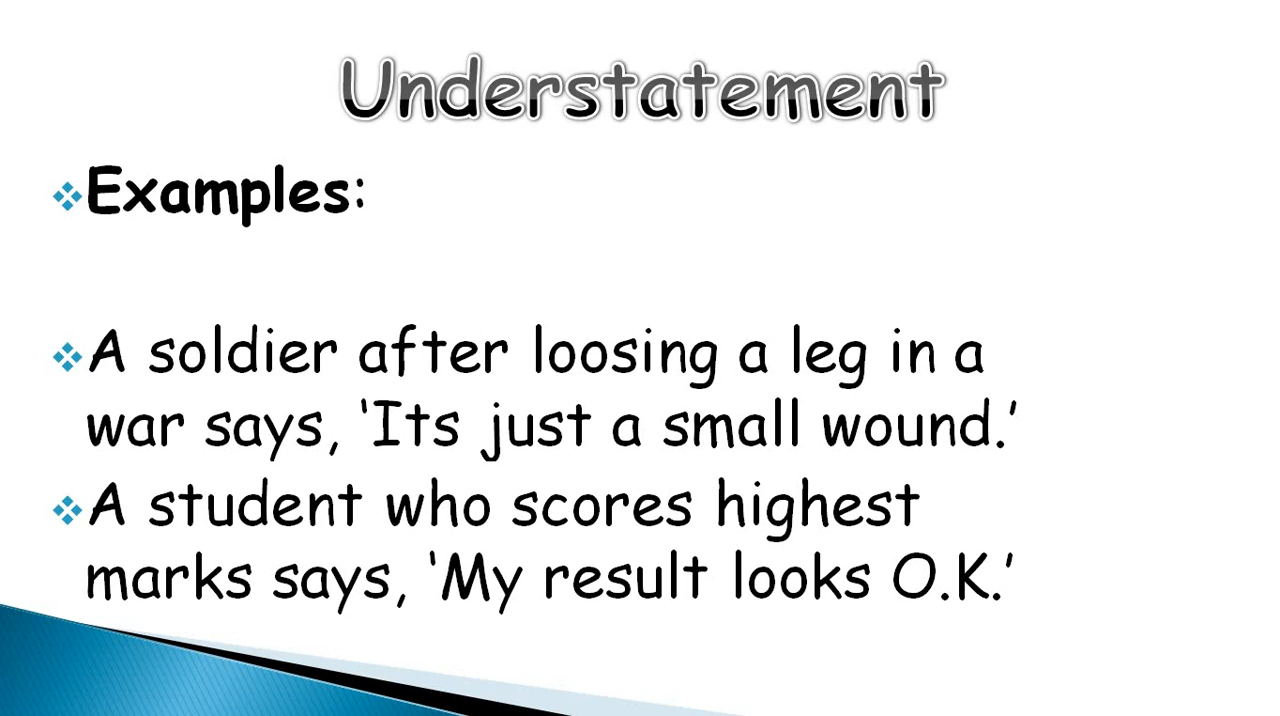 Understatement
Examples:
A soldier after loosing a leg in a
war says, ‘Its just a small wound.’
A student who scores highest
marks says, ‘My result looks O.K.’